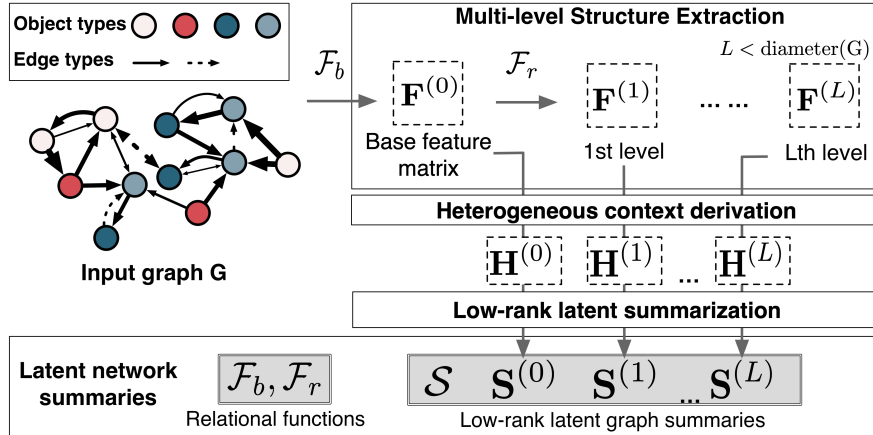 Object types
Edge types
Input graph G
Multi-level Structure Extraction
L < diameter(G)
𝓕_b
𝓕_r
F^(0)
F^(1)
... ...
F^(L)
Base feature
matrix
1st level
Lth level
Heterogeneous context derivation
H^(0) H^(1) ... H^(L)
Low-rank latent summarization
Latent network
summaries
𝓕_b, 𝓕_r
Relational functions
𝓢 S^(0) S^(1) ... S^(L)
Low-rank latent graph summaries